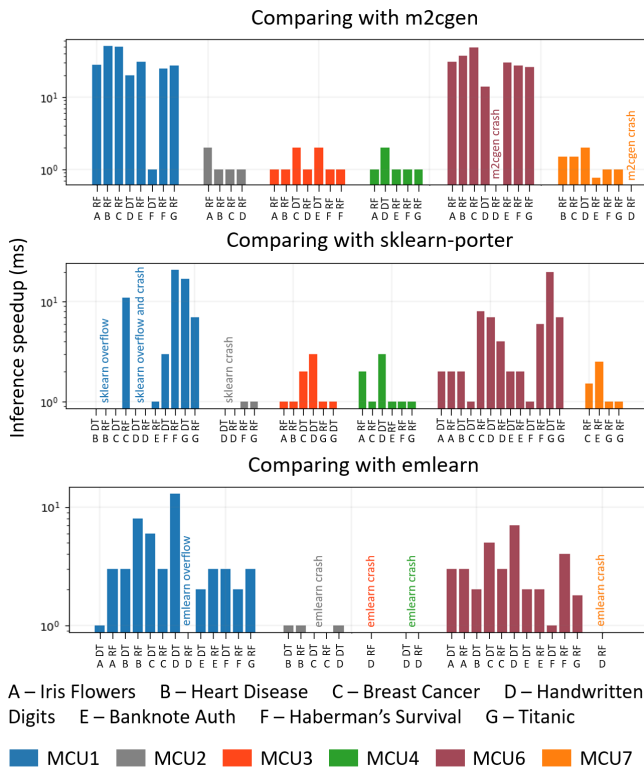 Comparing with m2cgen
10¹
10⁰
m2cgen crash
m2cgen crash
RF RF RF DT RF DT RF RF RF RF RF RF RF RF DT RF DT RF RF RF DT RF RF RF RF RF RF DT RF RF RF RF RF RF DT RF RF RF RF
A B C D E F F G A B C D A B C D E F F A D E F G A B C D D E F G B C D E F G D
Comparing with sklearn-porter
Inference speedup (ms)
10¹
10⁰
sklearn overflow
sklearn overflow and crash
sklearn crash
DT RF DT RF DT RF RF DT RF DT RF DT RF RF RF RF RF DT DT RF DT RF RF DT RF RF RF DT RF DT DT RF DT RF DT RF DT RF DT RF RF RF RF RF
B B C C D D E F F G G D D F G A B C D G G A C D E F G A A B C C D D E E F F G G C E F G
Comparing with emlearn
10¹
10⁰
emlearn overflow
emlearn crash
emlearn crash
emlearn crash
emlearn crash
DT RF DT RF DT RF DT RF DT RF DT RF RF DT RF DT RF DT RF DT RF DT RF DT DT RF DT DT RF DT RF RF RF
A A B B C C D D E E F F G B B C C D D D D A A B C C D E E F F G D
A – Iris Flowers B – Heart Disease C – Breast Cancer D – Handwritten
Digits E – Banknote Auth F – Haberman’s Survival G – Titanic
MCU1 MCU2 MCU3 MCU4 MCU6 MCU7